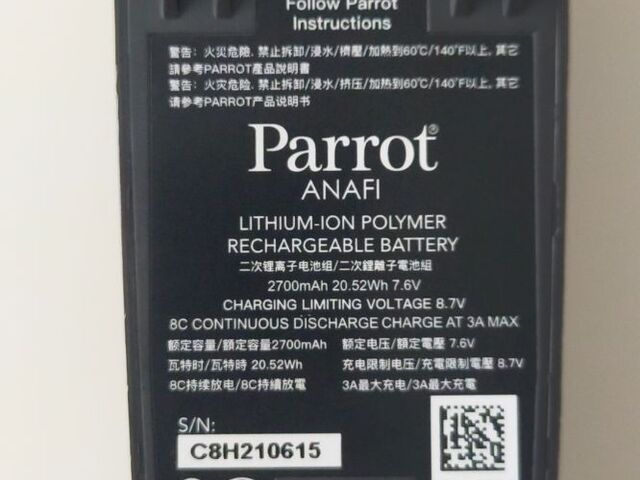 Follow Parrot
Instructions
警告：火災危險. 禁止拆卸/浸水/擠壓/加熱到60℃/140℉以上. 其它
請參考PARROT產品說明書
警告：火灾危险. 禁止拆卸/浸水/挤压/加热到60℃/140℉以上. 其它
请参考PARROT产品说明书
Parrot®
ANAFI
LITHIUM-ION POLYMER
RECHARGEABLE BATTERY
二次锂离子电池组/二次鋰離子電池組
2700mAh 20.52Wh 7.6V
CHARGING LIMITING VOLTAGE 8.7V
8C CONTINUOUS DISCHARGE CHARGE AT 3A MAX
额定容量/額定容量2700mAh 额定电压/額定電壓 7.6V
瓦特时/瓦特時 20.52Wh 充电限制电压/充電限制電壓 8.7V
8C持续放电/8C持續放電 3A最大充电/3A最大充電
S/N:
C8H210615